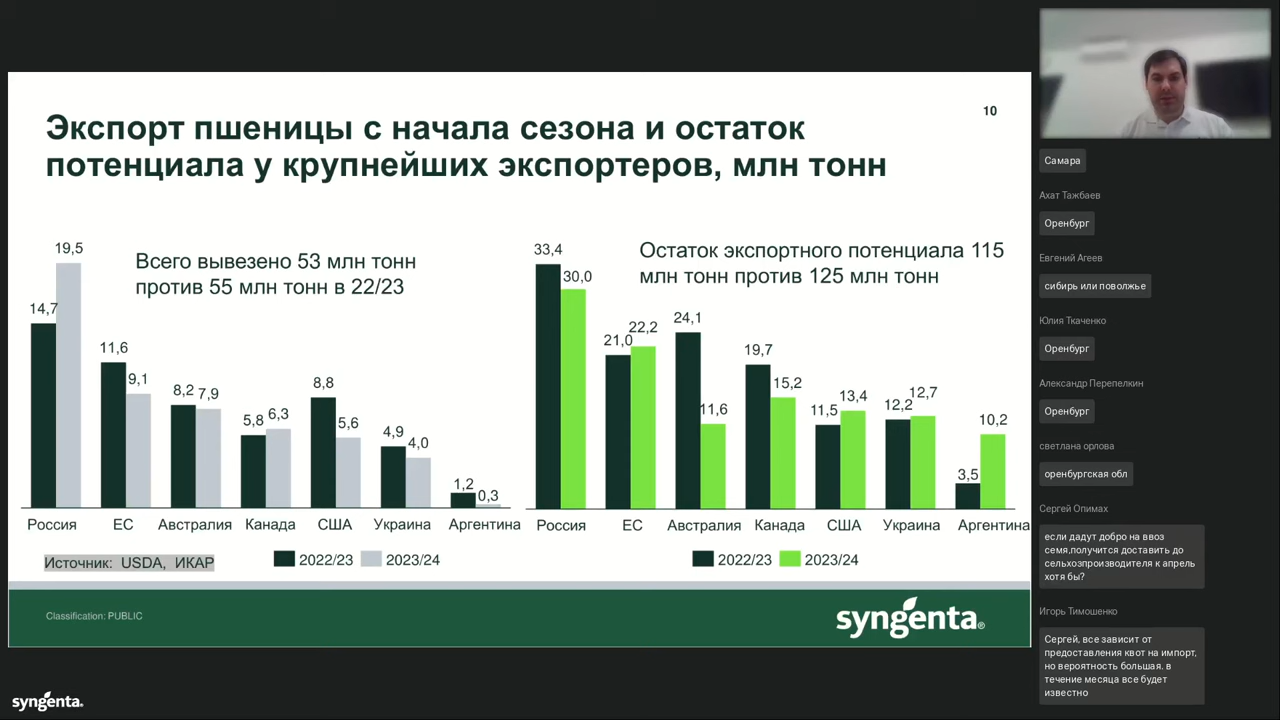 10
Экспорт пшеницы с начала сезона и остаток
потенциала у крупнейших экспортеров, млн тонн
Всего вывезено 53 млн тонн
против 55 млн тонн в 22/23
14,7 19,5
11,6 9,1
8,2 7,9
5,8 6,3
8,8 5,6
4,9 4,0
1,2 0,3
Россия ЕС Австралия Канада США Украина Аргентина
2022/23 2023/24
Источник: USDA, ИКАР
Остаток экспортного потенциала 115
млн тонн против 125 млн тонн
33,4 30,0
21,0 22,2
24,1 11,6
19,7 15,2
11,5 13,4
12,2 12,7
3,5 10,2
Россия ЕС Австралия Канада США Украина Аргентина
2022/23 2023/24
Classification: PUBLIC
syngenta®
syngenta.
Самара
Ахат Тажбаев
Оренбург
Евгений Агеев
сибирь или поволжье
Юлия Ткаченко
Оренбург
Александр Перепелкин
Оренбург
светлана орлова
оренбургская обл
Сергей Опимах
если дадут добро на ввоз
семя,получится доставить до
сельхозпроизводителя к апрель
хотя бы?
Игорь Тимошенко
Сергей, все зависит от
предоставления квот на импорт,
но вероятность большая. в
течение месяца все будет
известно